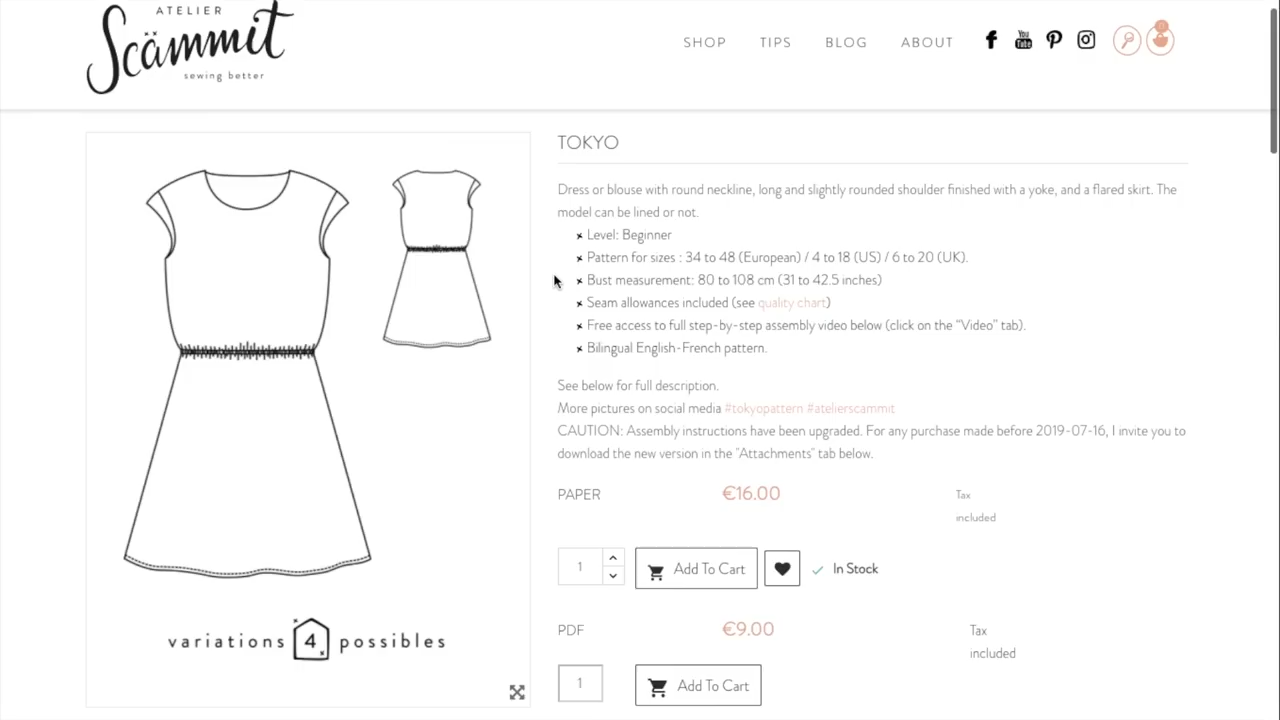 ATELIER
Scämmit
sewing better
SHOP TIPS BLOG ABOUT You Tube 0
TOKYO
Dress or blouse with round neckline, long and slightly rounded shoulder finished with a yoke, and a flared skirt. The
model can be lined or not.
Level: Beginner
Pattern for sizes : 34 to 48 (European) / 4 to 18 (US) / 6 to 20 (UK).
Bust measurement: 80 to 108 cm (31 to 42.5 inches)
Seam allowances included (see quality chart)
Free access to full step-by-step assembly video below (click on the “Video” tab).
Bilingual English-French pattern.
See below for full description.
More pictures on social media #tokyopattern #atelierscammit
CAUTION: Assembly instructions have been upgraded. For any purchase made before 2019-07-16, I invite you to
download the new version in the "Attachments" tab below.
PAPER €16.00 Tax
included
1 Add To Cart In Stock
PDF €9.00 Tax
included
1 Add To Cart
variations 4 possibles